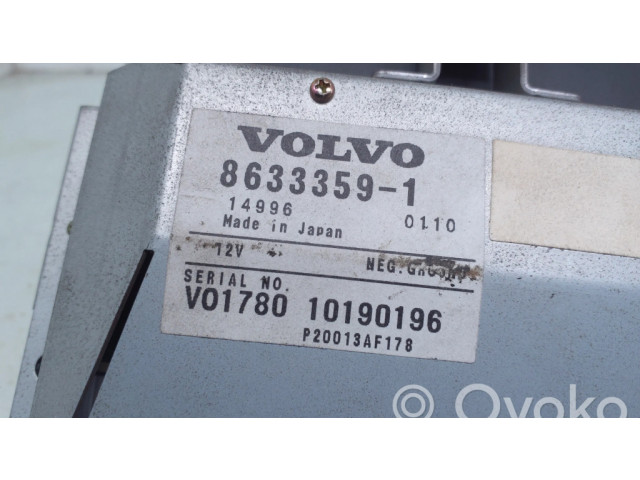 VOLVO
8633359-1
14996 0110
Made in Japan
12V NEG. GROUND
SERIAL NO.
V01780 10190196
P20013AF178
© Ovoko